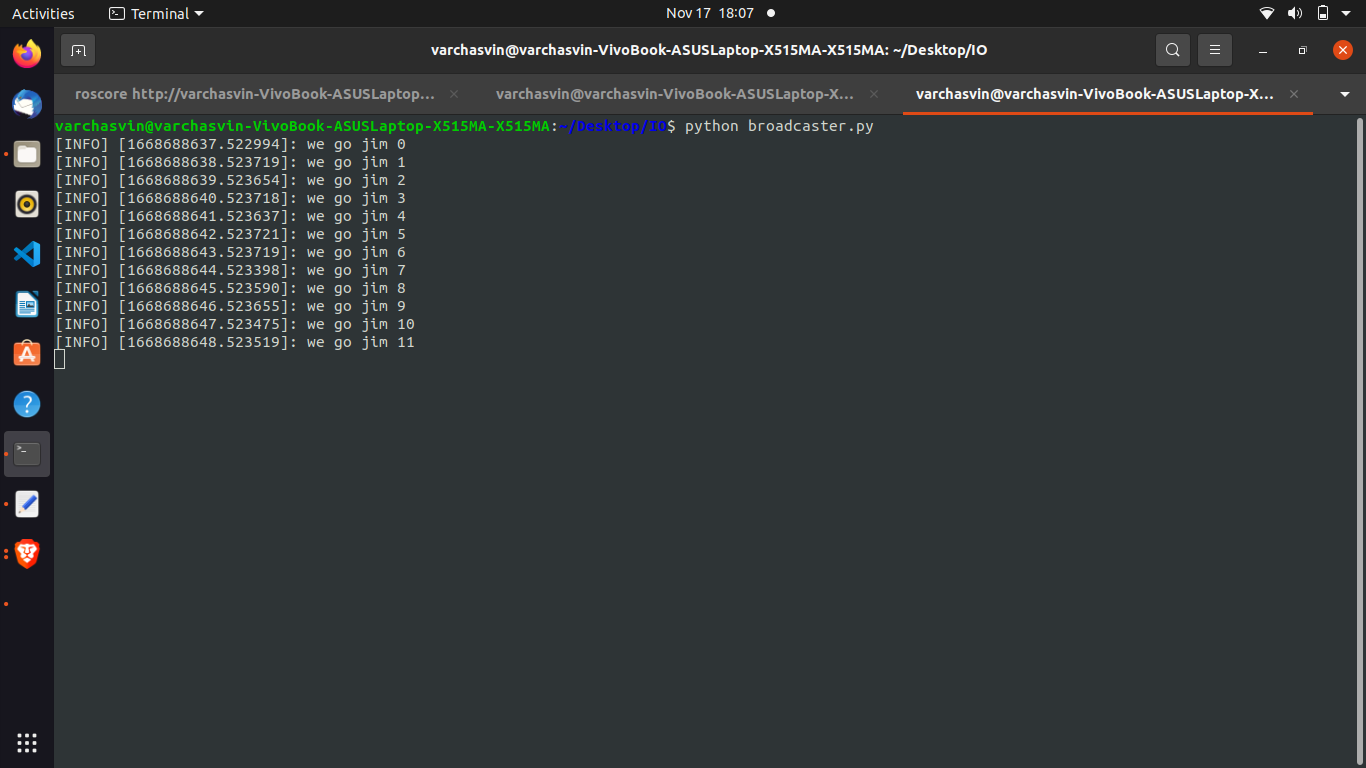 Activities
Terminal
Nov 17 18:07
varchasvin@varchasvin-VivoBook-ASUSLaptop-X515MA-X515MA: ~/Desktop/IO
roscore http://varchasvin-VivoBook-ASUSLaptop...
varchasvin@varchasvin-VivoBook-ASUSLaptop-X...
varchasvin@varchasvin-VivoBook-ASUSLaptop-X...
varchasvin@varchasvin-VivoBook-ASUSLaptop-X515MA-X515MA:~/Desktop/IO$ python broadcaster.py
[INFO] [1668688637.522994]: we go jim 0
[INFO] [1668688638.523719]: we go jim 1
[INFO] [1668688639.523654]: we go jim 2
[INFO] [1668688640.523718]: we go jim 3
[INFO] [1668688641.523637]: we go jim 4
[INFO] [1668688642.523721]: we go jim 5
[INFO] [1668688643.523719]: we go jim 6
[INFO] [1668688644.523398]: we go jim 7
[INFO] [1668688645.523590]: we go jim 8
[INFO] [1668688646.523655]: we go jim 9
[INFO] [1668688647.523475]: we go jim 10
[INFO] [1668688648.523519]: we go jim 11